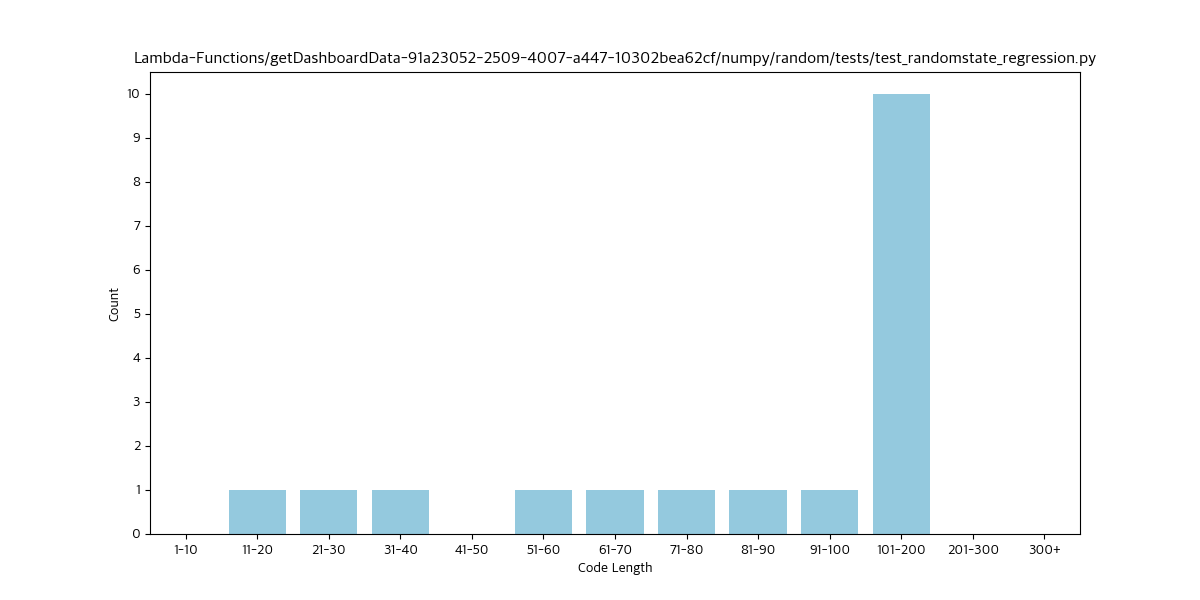 Lambda-Functions/getDashboardData-91a23052-2509-4007-a447-10302bea62cf/numpy/random/tests/test_randomstate_regression.py
10
9
8
7
6
5
4
3
2
1
0
Count
1-10 11-20 21-30 31-40 41-50 51-60 61-70 71-80 81-90 91-100 101-200 201-300 300+
Code Length